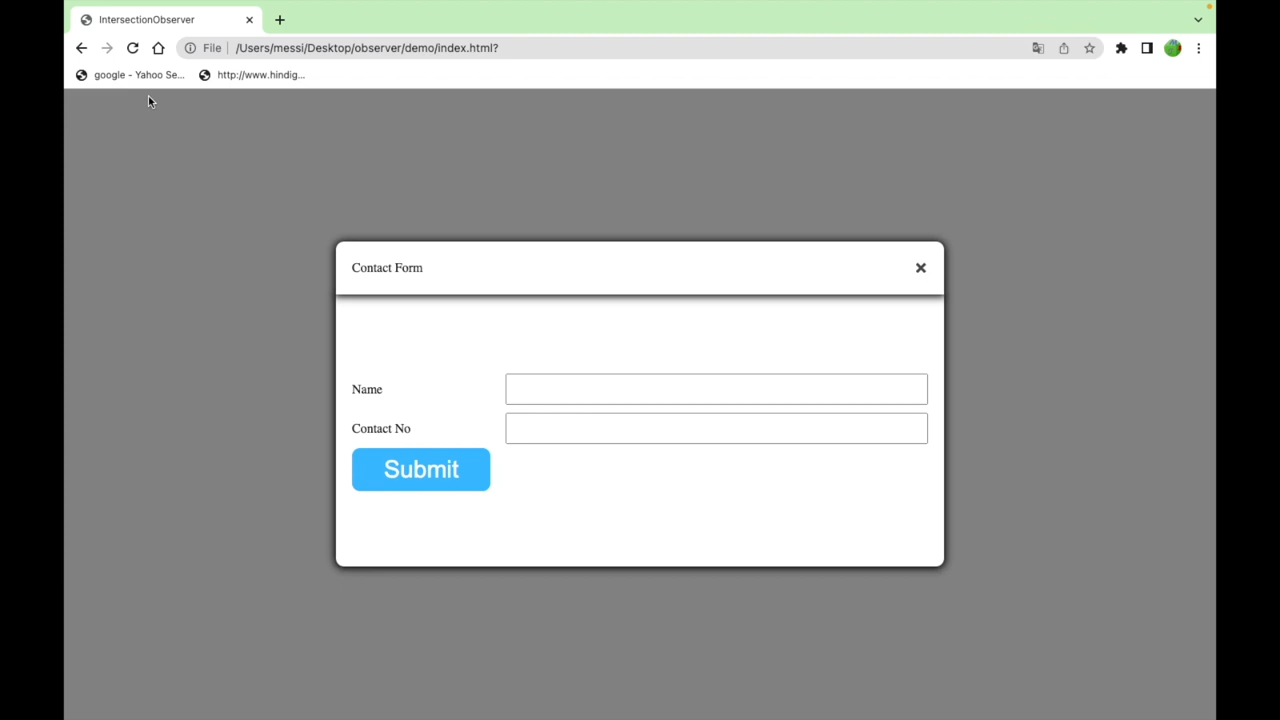 IntersectionObserver
File /Users/messi/Desktop/observer/demo/index.html?
google - Yahoo Se... http://www.hindig...
Contact Form
Name
Contact No
Submit